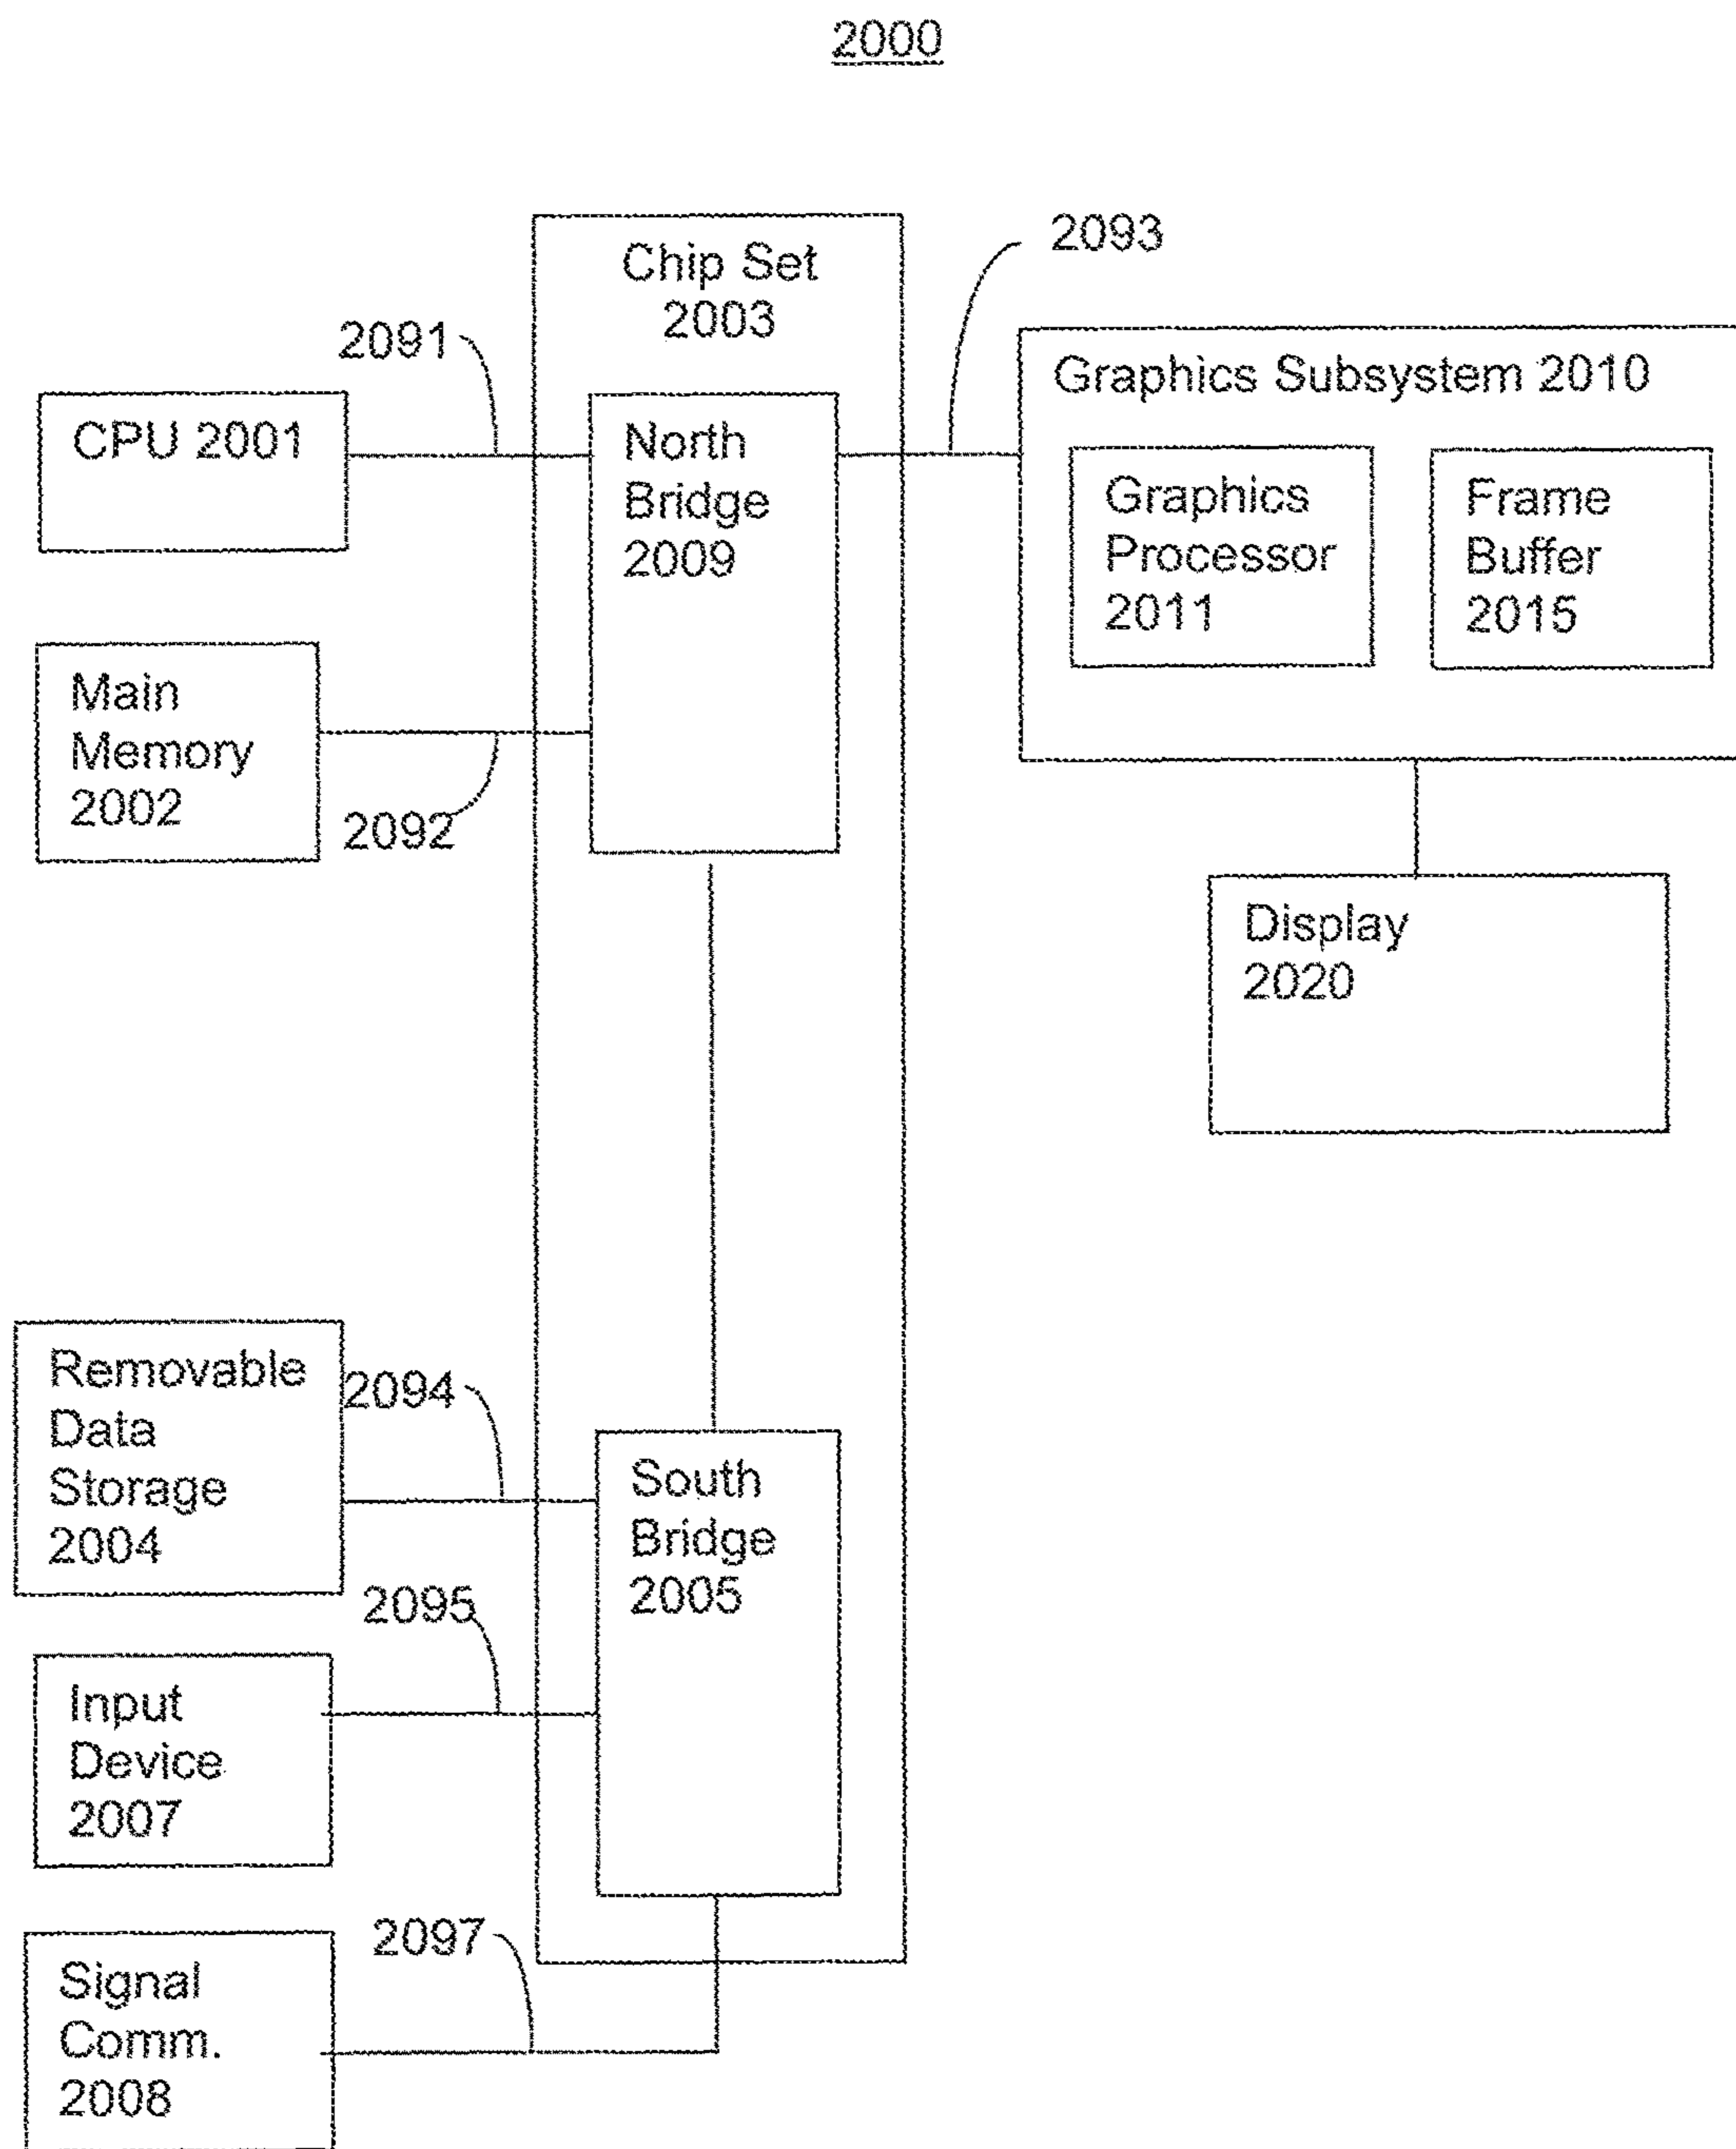 2000
Chip Set
2003
2093
2091
Graphics Subsystem 2010
CPU 2001
North
Bridge
2009
Graphics
Processor
2011
Frame
Buffer
2015
Main
Memory
2002
2092
Display
2020
Removable
Data
Storage
2004
2094
South
Bridge
2005
2095
Input
Device
2007
2097
Signal
Comm.
2008